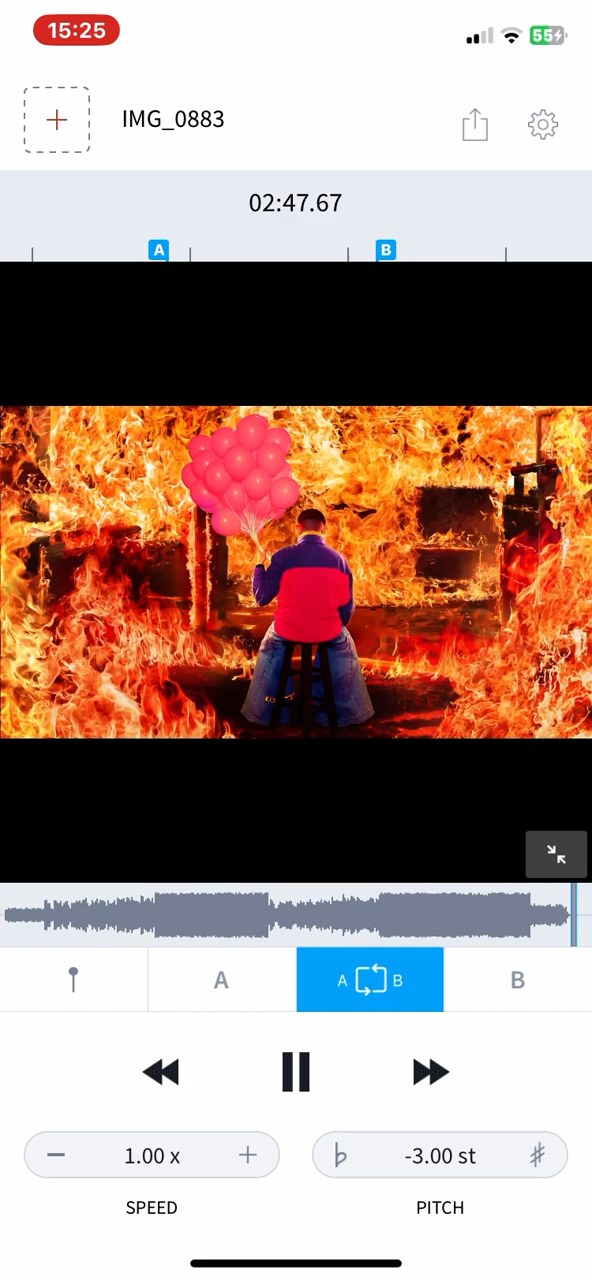 15:25
55
IMG_0883
02:47.67
A
B
A
A B
B
1.00 x
-3.00 st
SPEED
PITCH